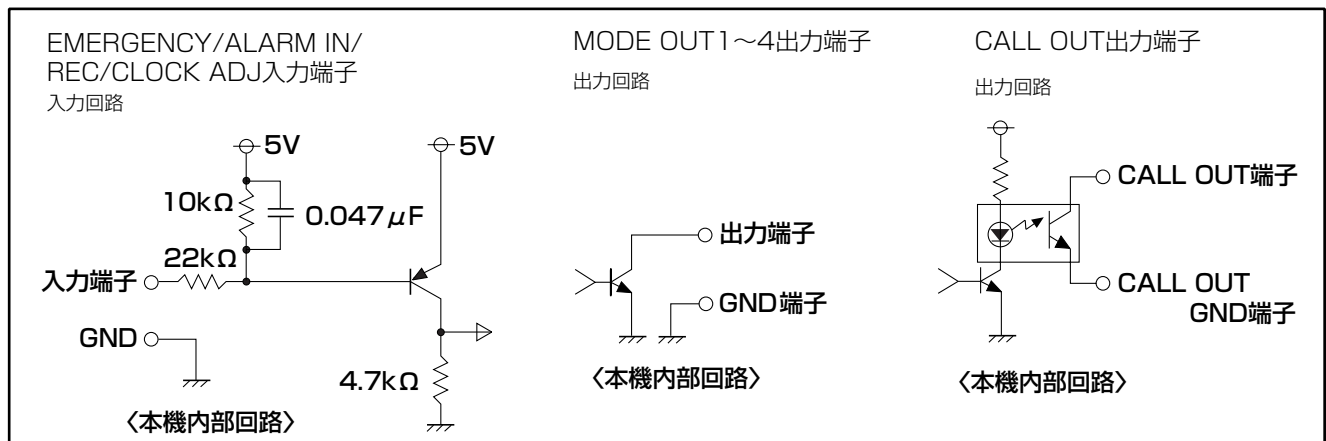 EMERGENCY/ALARM IN/
REC/CLOCK ADJ入力端子
入力回路
5V
5V
10kΩ
0.047μF
22kΩ
入力端子
GND
4.7kΩ
〈本機内部回路〉
MODE OUT1～4出力端子
出力回路
出力端子
GND端子
〈本機内部回路〉
CALL OUT出力端子
出力回路
CALL OUT端子
CALL OUT
GND端子
〈本機内部回路〉